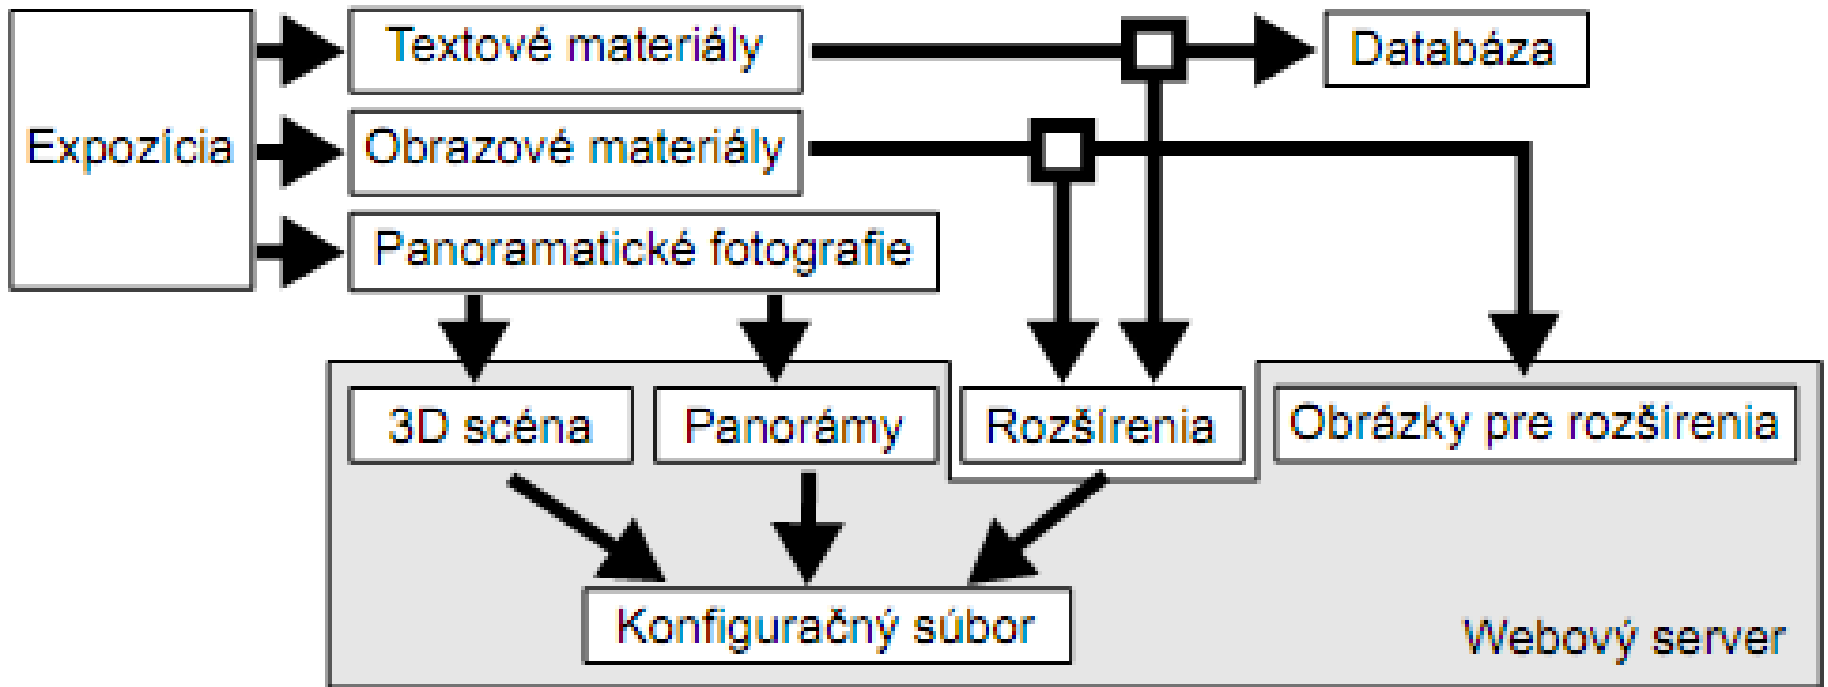 Textové materiály
Databáza
Expozícia
Obrazové materiály
Panoramatické fotografie
3D scéna
Panorámy
Rozšírenia
Obrázky pre rozšírenia
Konfiguračný súbor
Webový server